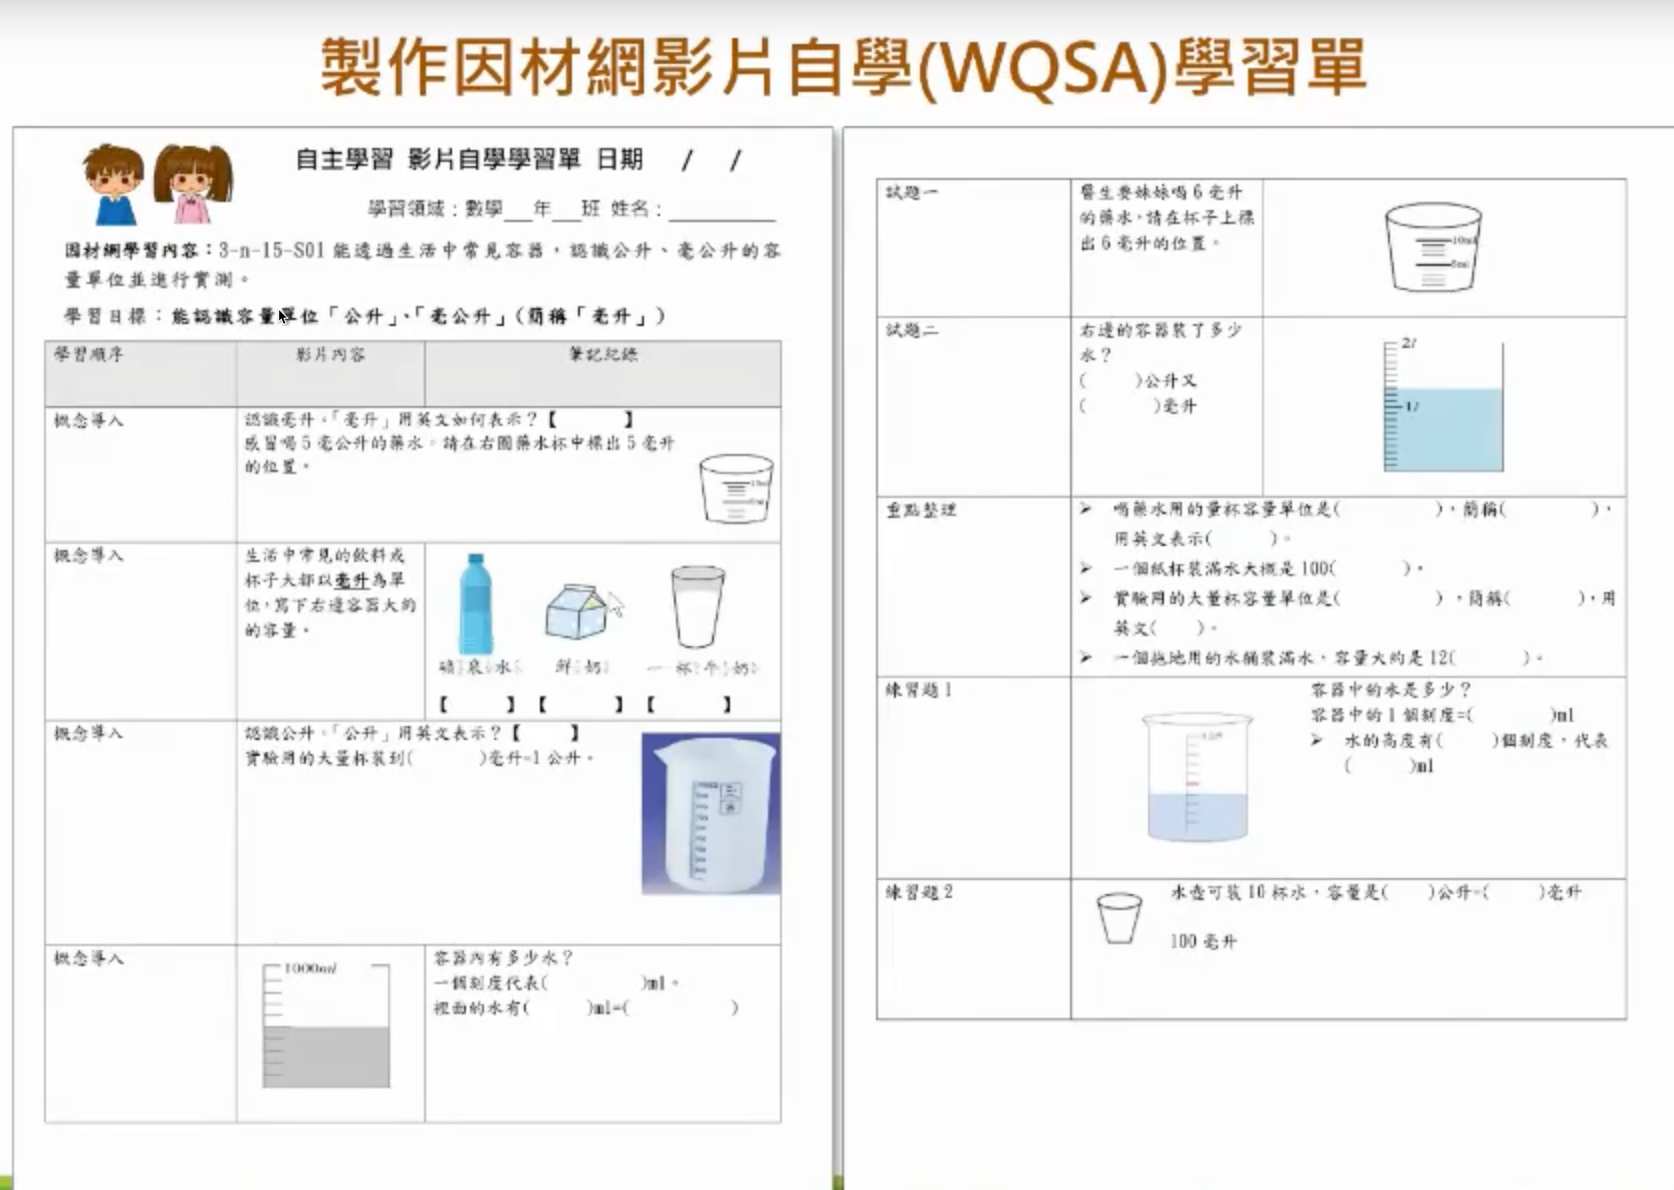 製作因材網影片自學(WQSA)學習單
自主學習 影片自學學習單 日期 / /
學習領域：數學___年___班 姓名：__________
因材網學習內容：3-n-15-S01 能透過生活中常見容器，認識公升、毫公升的容
量單位並進行實測。
學習目標：能認識容量單位「公升」、「毫公升」（簡稱「毫升」）
學習順序 影片內容 筆記紀錄
概念導入
認識毫升，「毫升」用英文如何表示？【 】
感冒喝5毫公升的藥水。請在右圖藥水杯中標出5毫升
的位置。
概念導入
生活中常見的飲料或
杯子大都以毫升為單
位，寫下右邊容器大約
的容量。
礦泉水 鮮奶 一杯牛奶
【 】【 】【 】
概念導入
認識公升，「公升」用英文表示？【 】
實驗用的大量杯裝到( )毫升=1公升。
概念導入
1000ml
容器內有多少水？
一個刻度代表( )ml。
裡面的水有( )ml=( )
試題一
醫生要妹妹喝6毫升
的藥水，請在杯子上標
出6毫升的位置。
10ml
5ml
試題二
右邊的容器裝了多少
水？
( )公升又
( )毫升
2l
1l
重點整理
➢ 喝藥水用的量杯容量單位是( )，簡稱( )，
用英文表示( )。
➢ 一個紙杯裝滿水大概是100( )。
➢ 實驗用的大量杯容量單位是( )，簡稱( )，用
英文( )。
➢ 一個拖地用的水桶裝滿水，容量大約是12( )。
練習題1
容器中的水是多少？
容器中的1個刻度=( )ml
➢ 水的高度有( )個刻度，代表
( )ml
練習題2
水壺可裝10杯水，容量是( )公升=( )毫升
100毫升